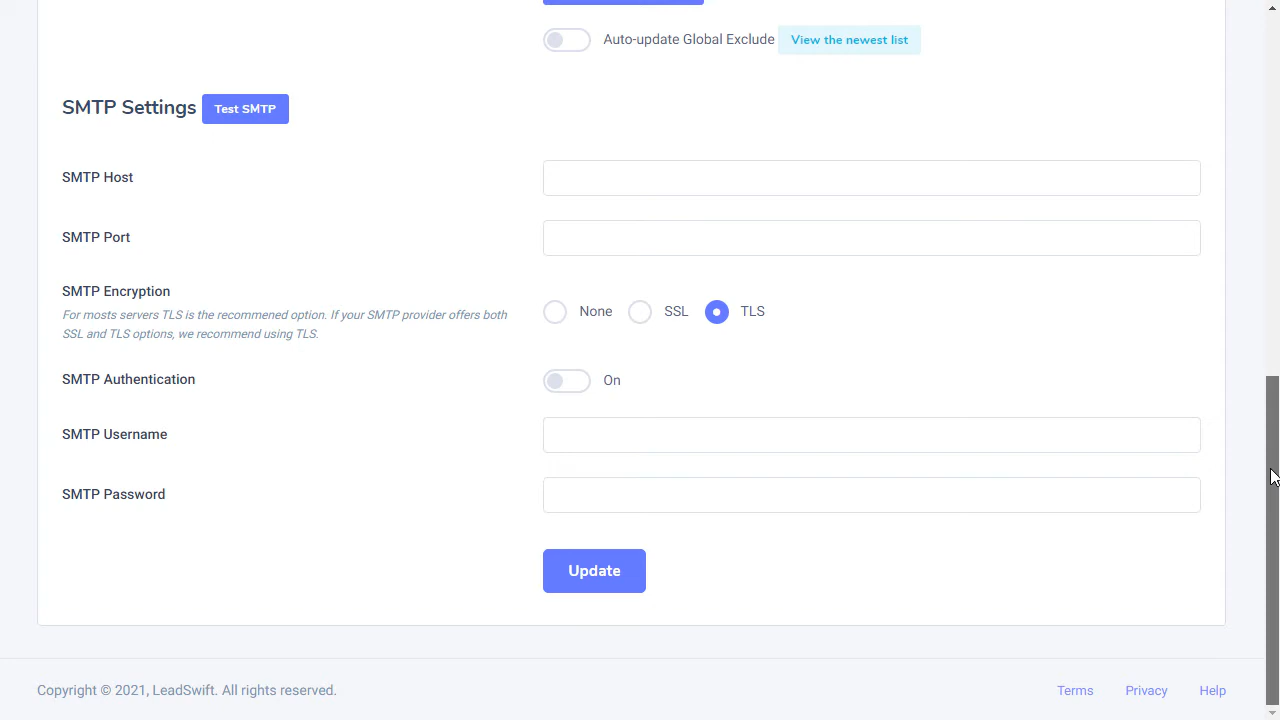 Auto-update Global Exclude View the newest list
SMTP Settings Test SMTP
SMTP Host
SMTP Port
SMTP Encryption
For mosts servers TLS is the recommened option. If your SMTP provider offers both
SSL and TLS options, we recommend using TLS.
None SSL TLS
SMTP Authentication On
SMTP Username
SMTP Password
Update
Copyright © 2021, LeadSwift. All rights reserved. Terms Privacy Help